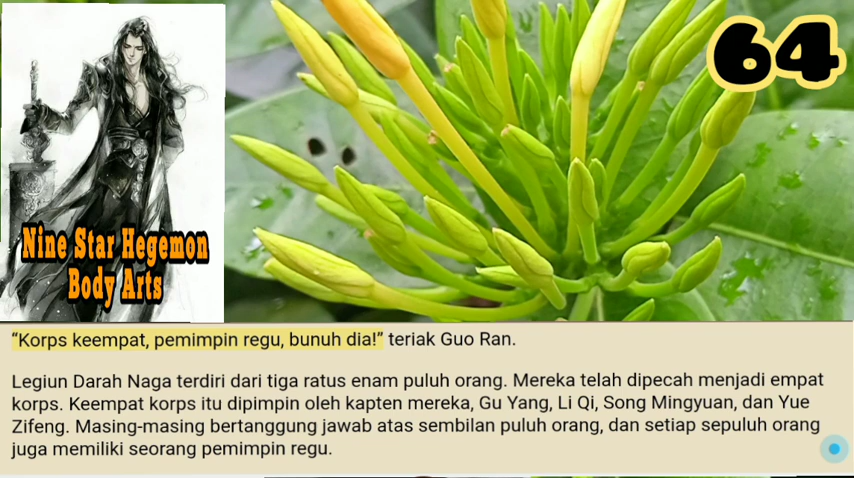 64
Nine Star Hegemon
Body Arts
“Korps keempat, pemimpin regu, bunuh dia!” teriak Guo Ran.
Legiun Darah Naga terdiri dari tiga ratus enam puluh orang. Mereka telah dipecah menjadi empat
korps. Keempat korps itu dipimpin oleh kapten mereka, Gu Yang, Li Qi, Song Mingyuan, dan Yue
Zifeng. Masing-masing bertanggung jawab atas sembilan puluh orang, dan setiap sepuluh orang
juga memiliki seorang pemimpin regu.